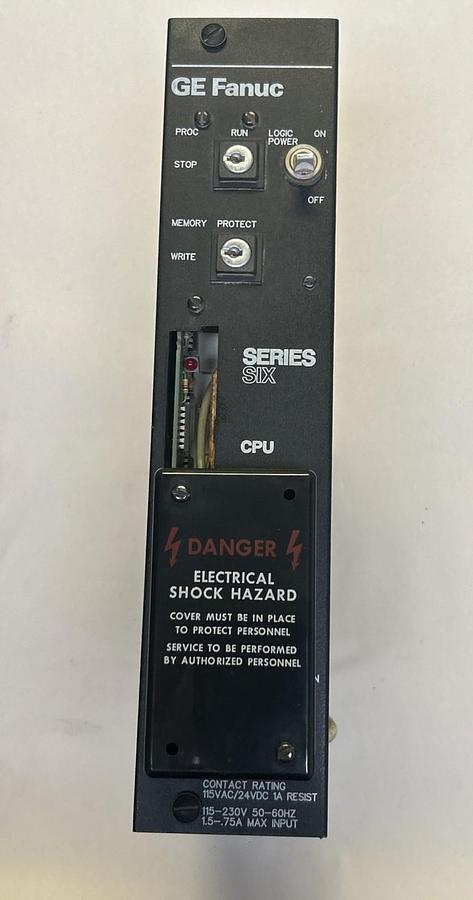 GE Fanuc
PROC RUN LOGIC POWER ON
STOP
OFF
MEMORY PROTECT
WRITE
SERIES
SIX
CPU
DANGER
ELECTRICAL
SHOCK HAZARD
COVER MUST BE IN PLACE
TO PROTECT PERSONNEL
SERVICE TO BE PERFORMED
BY AUTHORIZED PERSONNEL
CONTACT RATING
115VAC/24VDC 1A RESIST
115-230V 50-60HZ
1.5-.75A MAX INPUT